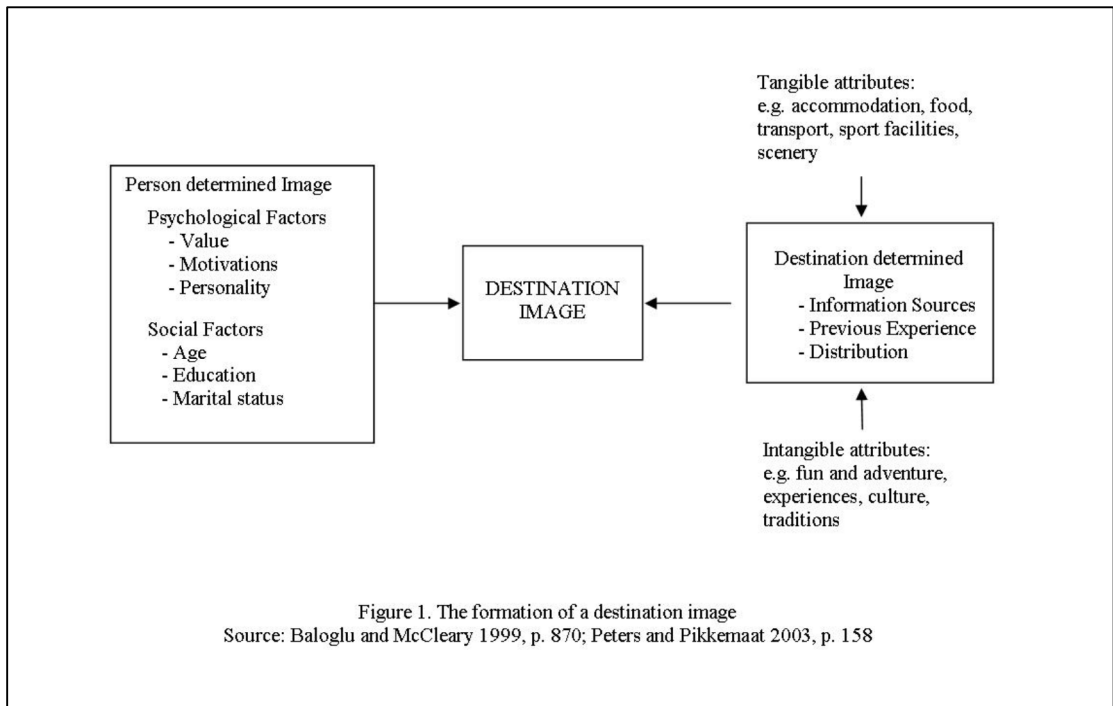 Tangible attributes:
e.g. accommodation, food,
transport, sport facilities,
scenery
Person determined Image
Psychological Factors
- Value
- Motivations
- Personality
Social Factors
- Age
- Education
- Marital status
DESTINATION
IMAGE
Destination determined
Image
- Information Sources
- Previous Experience
- Distribution
Intangible attributes:
e.g. fun and adventure,
experiences, culture,
traditions
Figure 1. The formation of a destination image
Source: Baloglu and McCleary 1999, p. 870; Peters and Pikkemaat 2003, p. 158